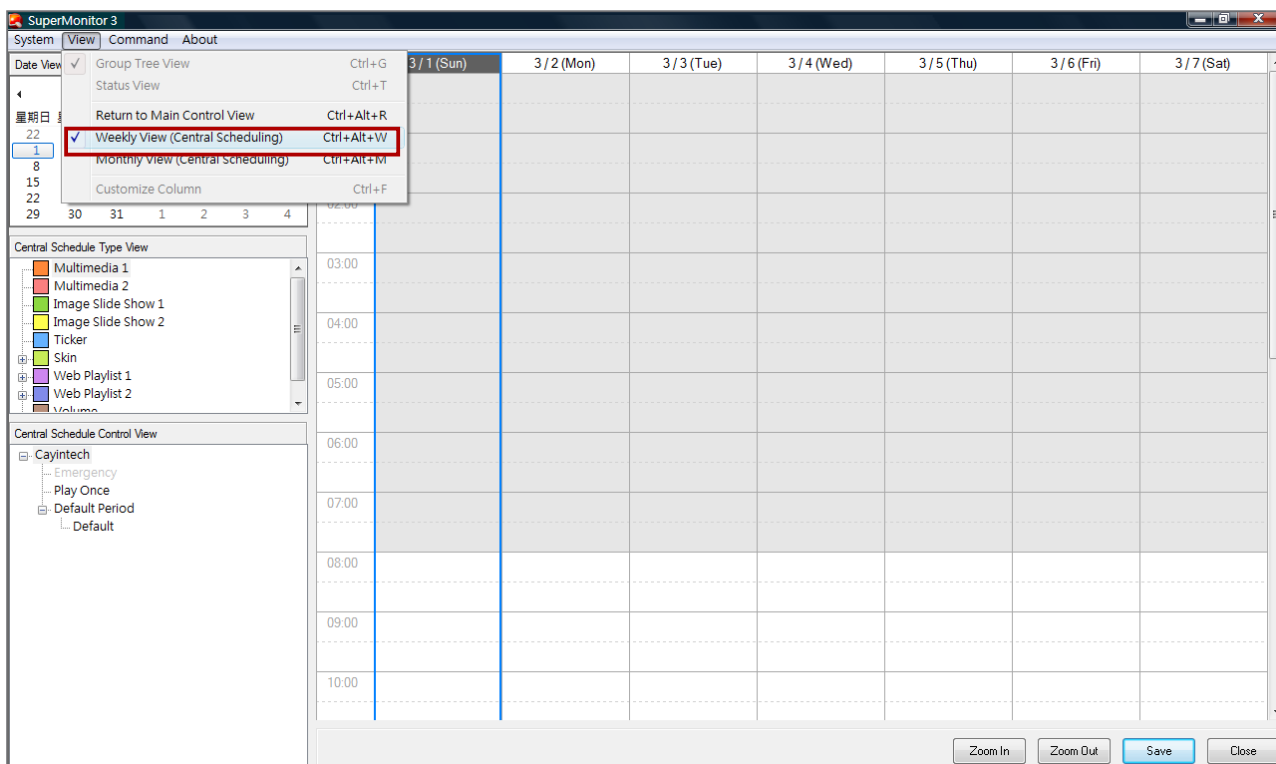 SuperMonitor 3
System View Command About
Date View
Group Tree View Ctrl+G
Status View Ctrl+T
Return to Main Control View Ctrl+Alt+R
Weekly View (Central Scheduling) Ctrl+Alt+W
Monthly View (Central Scheduling) Ctrl+Alt+M
Customize Column Ctrl+F
3 / 1 (Sun) 3 / 2 (Mon) 3 / 3 (Tue) 3 / 4 (Wed) 3 / 5 (Thu) 3 / 6 (Fri) 3 / 7 (Sat)
星期日
22
1
8
15
22
29 30 31 1 2 3 4
Central Schedule Type View
Multimedia 1
Multimedia 2
Image Slide Show 1
Image Slide Show 2
Ticker
Skin
Web Playlist 1
Web Playlist 2
Volume
Central Schedule Control View
Cayintech
Emergency
Play Once
Default Period
Default
02:00
03:00
04:00
05:00
06:00
07:00
08:00
09:00
10:00
Zoom In Zoom Out Save Close